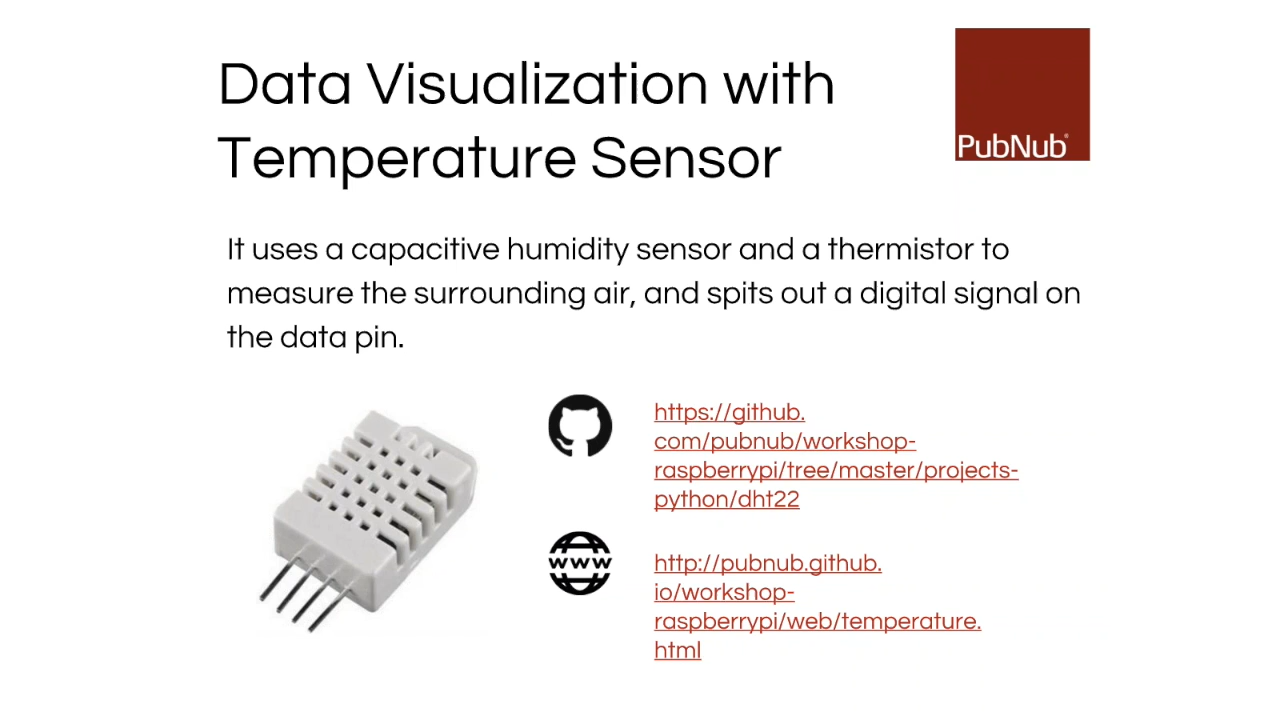 Data Visualization with
Temperature Sensor
PubNub®
It uses a capacitive humidity sensor and a thermistor to
measure the surrounding air, and spits out a digital signal on
the data pin.
https://github.
com/pubnub/workshop-
raspberrypi/tree/master/projects-
python/dht22
www
http://pubnub.github.
io/workshop-
raspberrypi/web/temperature.
html